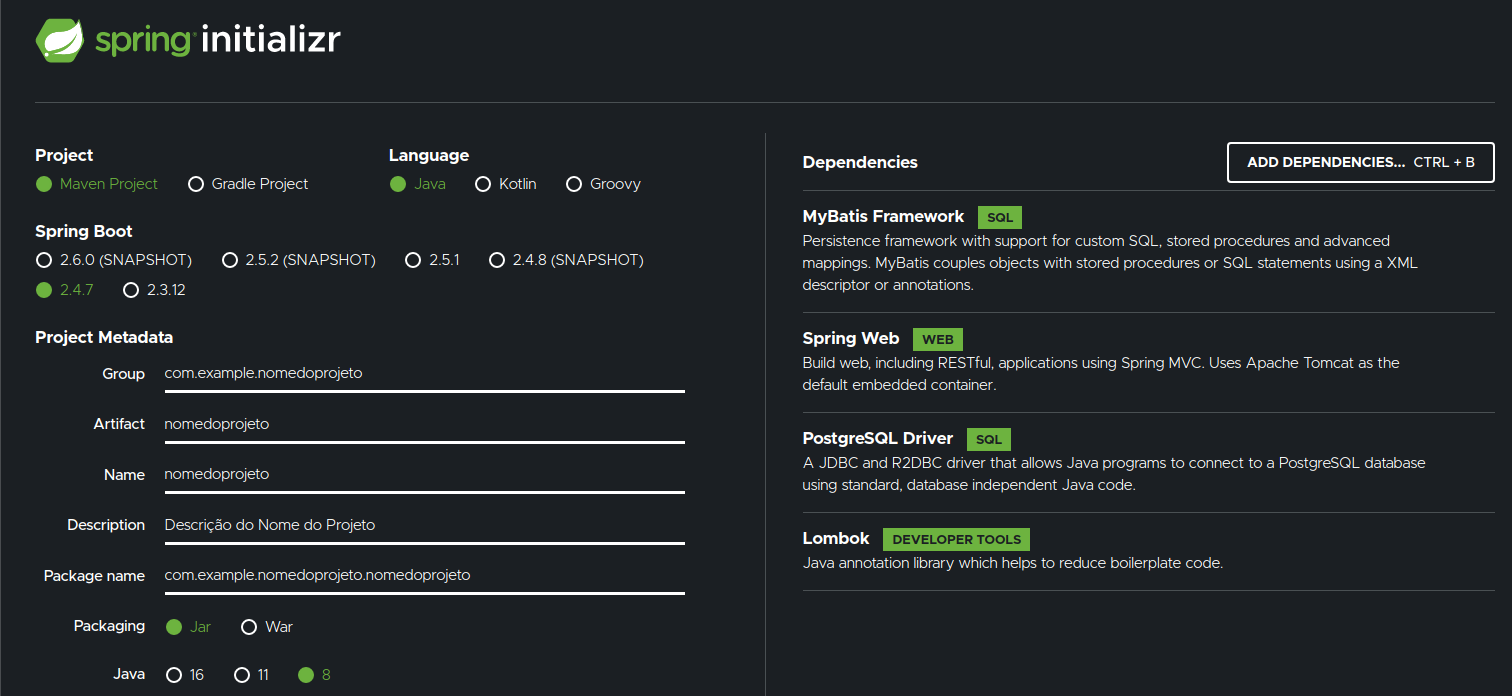 spring initializr
Project
Maven Project Gradle Project
Language
Java Kotlin Groovy
Spring Boot
2.6.0 (SNAPSHOT) 2.5.2 (SNAPSHOT) 2.5.1 2.4.8 (SNAPSHOT)
2.4.7 2.3.12
Project Metadata
Group com.example.nomedoprojeto
Artifact nomedoprojeto
Name nomedoprojeto
Description Descrição do Nome do Projeto
Package name com.example.nomedoprojeto.nomedoprojeto
Packaging Jar War
Java 16 11 8
Dependencies ADD DEPENDENCIES... CTRL + B
MyBatis Framework SQL
Persistence framework with support for custom SQL, stored procedures and advanced
mappings. MyBatis couples objects with stored procedures or SQL statements using a XML
descriptor or annotations.
Spring Web WEB
Build web, including RESTful, applications using Spring MVC. Uses Apache Tomcat as the
default embedded container.
PostgreSQL Driver SQL
A JDBC and R2DBC driver that allows Java programs to connect to a PostgreSQL database
using standard, database independent Java code.
Lombok DEVELOPER TOOLS
Java annotation library which helps to reduce boilerplate code.